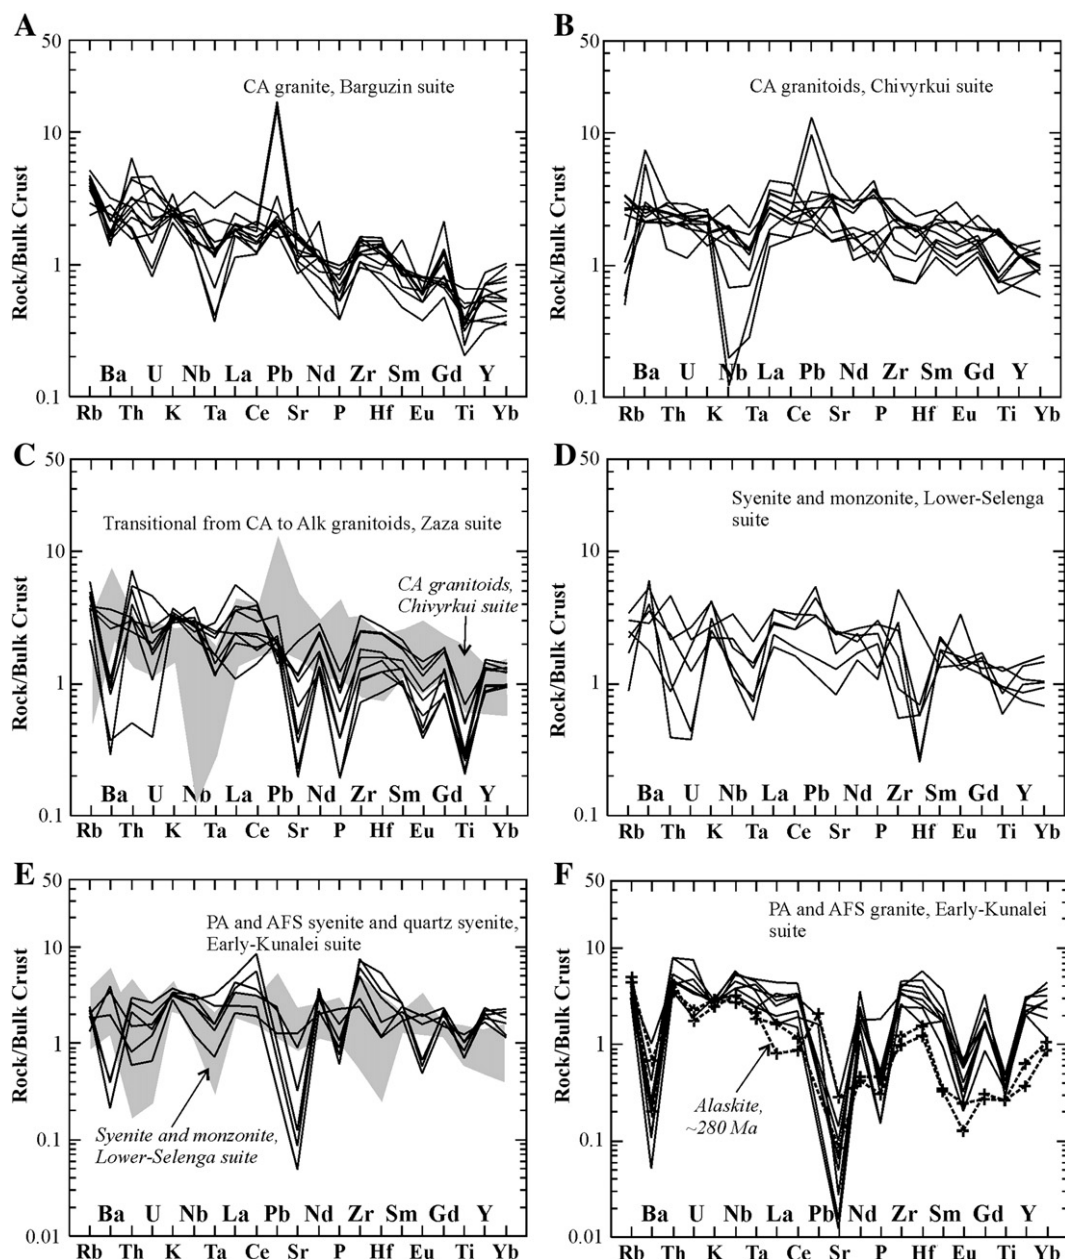 A
50
10
1
0.1
Rock/Bulk Crust
CA granite, Barguzin suite
Ba U Nb La Pb Nd Zr Sm Gd Y
Rb Th K Ta Ce Sr P Hf Eu Ti Yb
B
50
10
1
0.1
Rock/Bulk Crust
CA granitoids, Chivyrkui suite
Ba U Nb La Pb Nd Zr Sm Gd Y
Rb Th K Ta Ce Sr P Hf Eu Ti Yb
C
50
10
1
0.1
Rock/Bulk Crust
Transitional from CA to Alk granitoids, Zaza suite
CA granitoids,
Chivyrkui suite
Ba U Nb La Pb Nd Zr Sm Gd Y
Rb Th K Ta Ce Sr P Hf Eu Ti Yb
D
50
10
1
0.1
Rock/Bulk Crust
Syenite and monzonite, Lower-Selenga
suite
Ba U Nb La Pb Nd Zr Sm Gd Y
Rb Th K Ta Ce Sr P Hf Eu Ti Yb
E
50
10
1
0.1
0.01
Rock/Bulk Crust
PA and AFS syenite and quartz syenite,
Early-Kunalei suite
Syenite and monzonite,
Lower-Selenga suite
Ba U Nb La Pb Nd Zr Sm Gd Y
Rb Th K Ta Ce Sr P Hf Eu Ti Yb
F
50
10
1
0.1
0.01
Rock/Bulk Crust
PA and AFS granite, Early-Kunalei
suite
Alaskite,
~280 Ma
Ba U Nb La Pb Nd Zr Sm Gd Y
Rb Th K Ta Ce Sr P Hf Eu Ti Yb